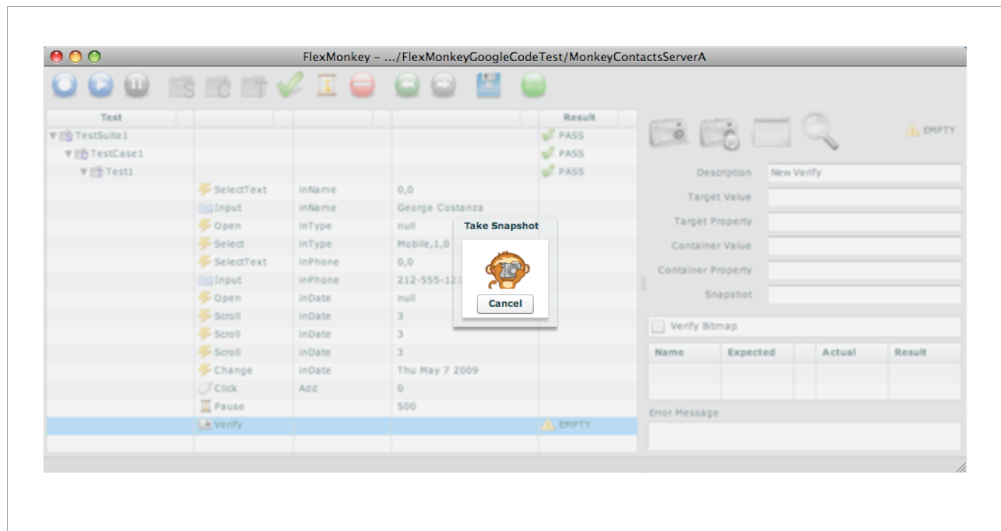 FlexMonkey – .../FlexMonkeyGoogleCodeTest/MonkeyContactsServerA
S C T
Test Result
TestSuite1 PASS
TestCase1 PASS
Test1 PASS
SelectText inName 0,0
Input inName George Costanza
Open inType null
Select inType Mobile,1,0
SelectText inPhone 0,0
Input inPhone 212-555-121
Open inDate null
Scroll inDate 3
Scroll inDate 3
Scroll inDate 3
Change inDate Thu May 7 2009
Click Add 0
Pause 500
Verify EMPTY
Take Snapshot
Cancel
EMPTY
Description New Verify
Target Value
Target Property
Container Value
Container Property
Snapshot
Verify Bitmap
Name Expected Actual Result
Error Message